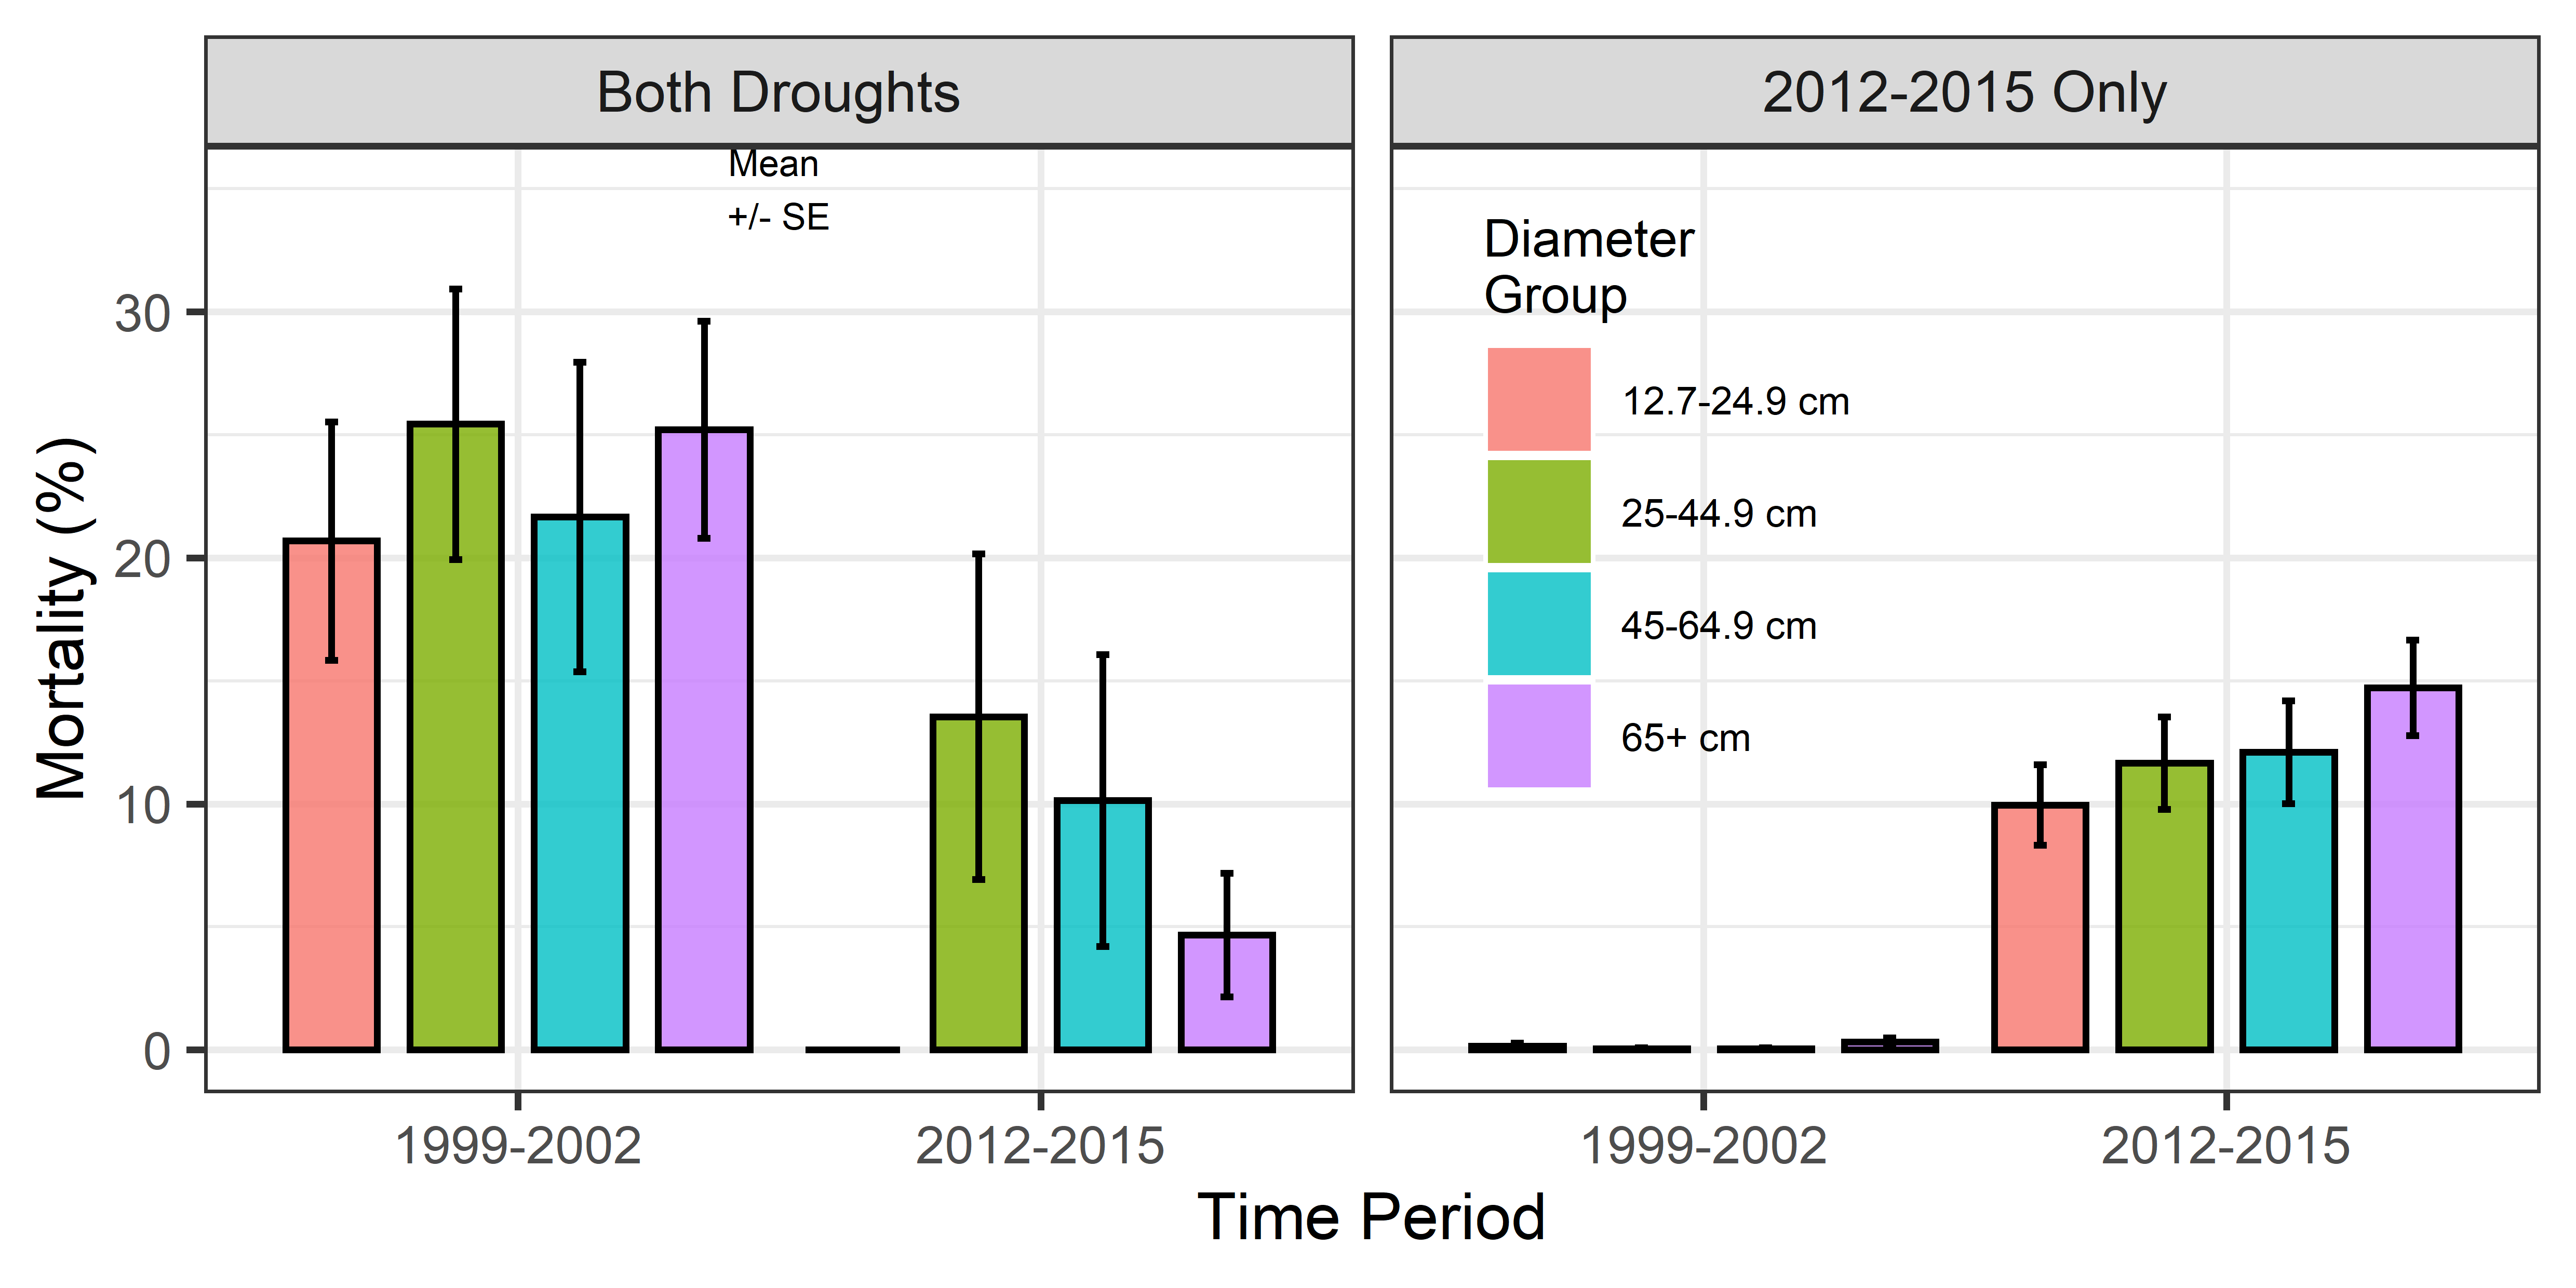 Both Droughts
2012-2015 Only
Mean
+/- SE
Diameter
Group
12.7-24.9 cm
25-44.9 cm
45-64.9 cm
65+ cm
Mortality (%)
30
20
10
0
1999-2002
2012-2015
1999-2002
2012-2015
Time Period